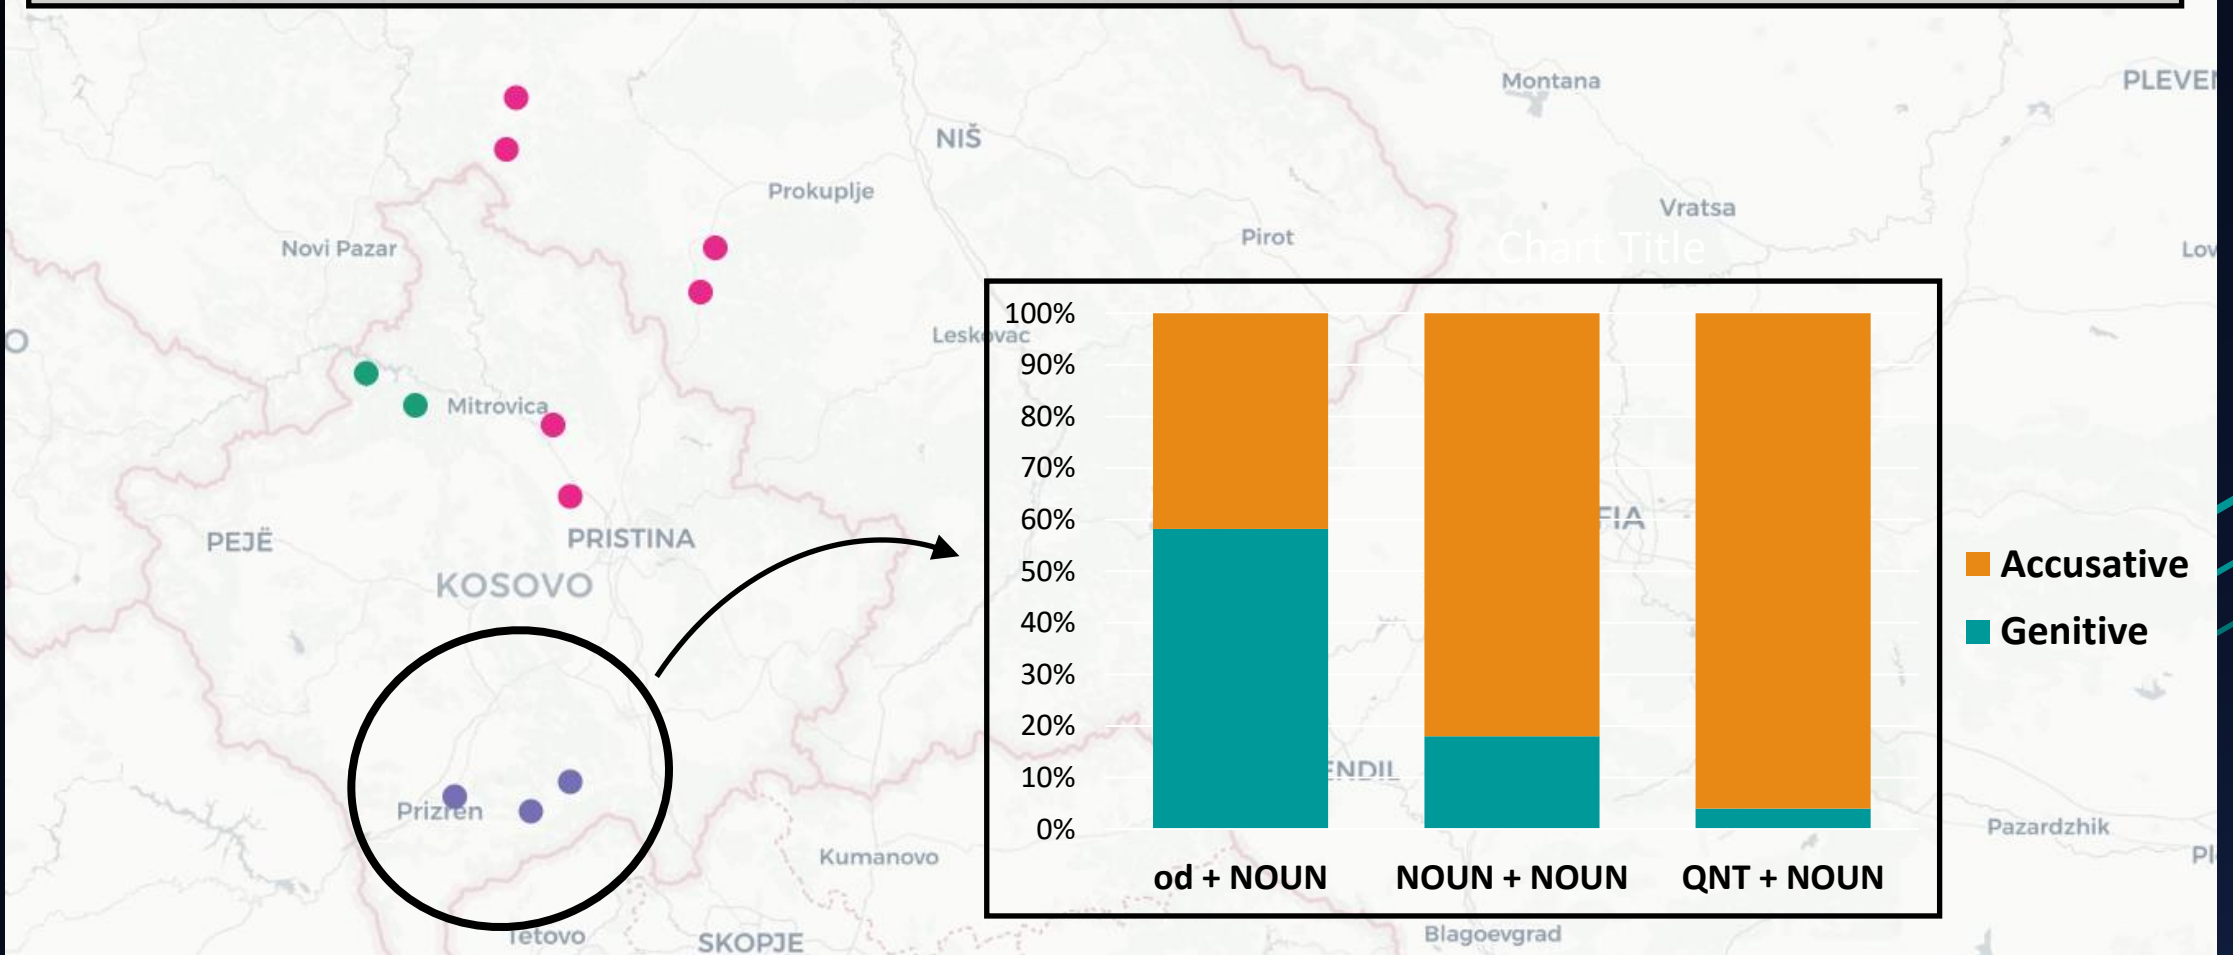 Montana
PLEVE
NIŠ
Prokuplje
Vratsa
Novi Pazar
Pirot
Chart Title
Lov
Leskovac
O
Mitrovica
PEJË
PRISTINA
KOSOVO
Prizren
Kumanovo
Tetovo
SKOPJE
100%
90%
80%
70%
60%
50%
40%
30%
20%
10%
0%
FIA
ENDIL
od + NOUN
NOUN + NOUN
QNT + NOUN
Accusative
Genitive
Pazardzhik
Pl
Blagoevgrad